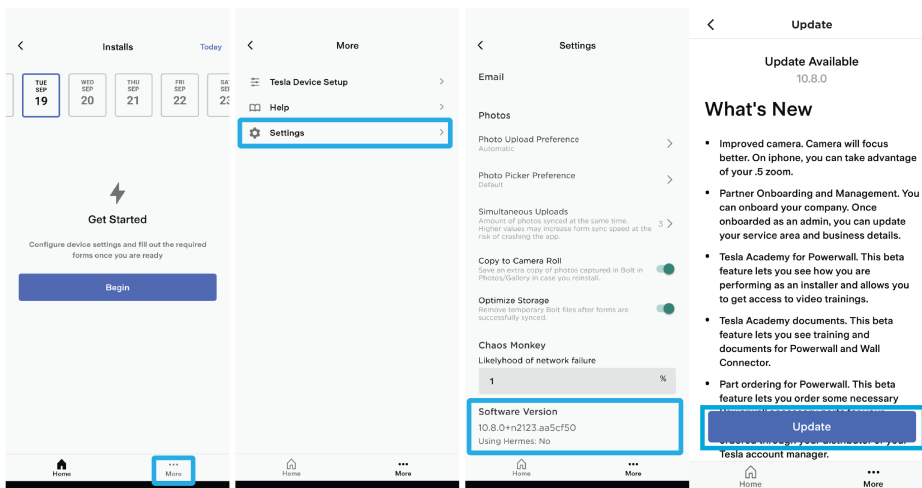 Installs
Today
TUE
SEP
19
WED
SEP
20
THU
SEP
21
FRI
SEP
22
SAT
SEP
23
Get Started
Configure device settings and fill out the required
forms once you are ready
Begin
Home
More
More
Tesla Device Setup
Help
Settings
Home
More
Settings
Email
Photos
Photo Upload Preference
Automatic
Photo Picker Preference
Default
Simultaneous Uploads
Amount of photos synced at the same time.
Higher values may increase form sync speed at the
risk of crashing the app.
3
Copy to Camera Roll
Save an extra copy of photos captured in Bolt in
Photos/Gallery in case you reinstall.
Optimize Storage
Remove temporary Bolt files after forms are
successfully synced.
Chaos Monkey
Likelyhood of network failure
1 %
Software Version
10.8.0+n2123.aa5cf50
Using Hermes: No
Home
More
Update
Update Available
10.8.0
What's New
• Improved camera. Camera will focus
better. On iphone, you can take advantage
of your .5 zoom.
• Partner Onboarding and Management. You
can onboard your company. Once
onboarded as an admin, you can update
your service area and business details.
• Tesla Academy for Powerwall. This beta
feature lets you see how you are
performing as an installer and allows you
to get access to video trainings.
• Tesla Academy documents. This beta
feature lets you see training and
documents for Powerwall and Wall
Connector.
• Part ordering for Powerwall. This beta
feature lets you order some necessary
Update
Tesla account manager.
Home
More